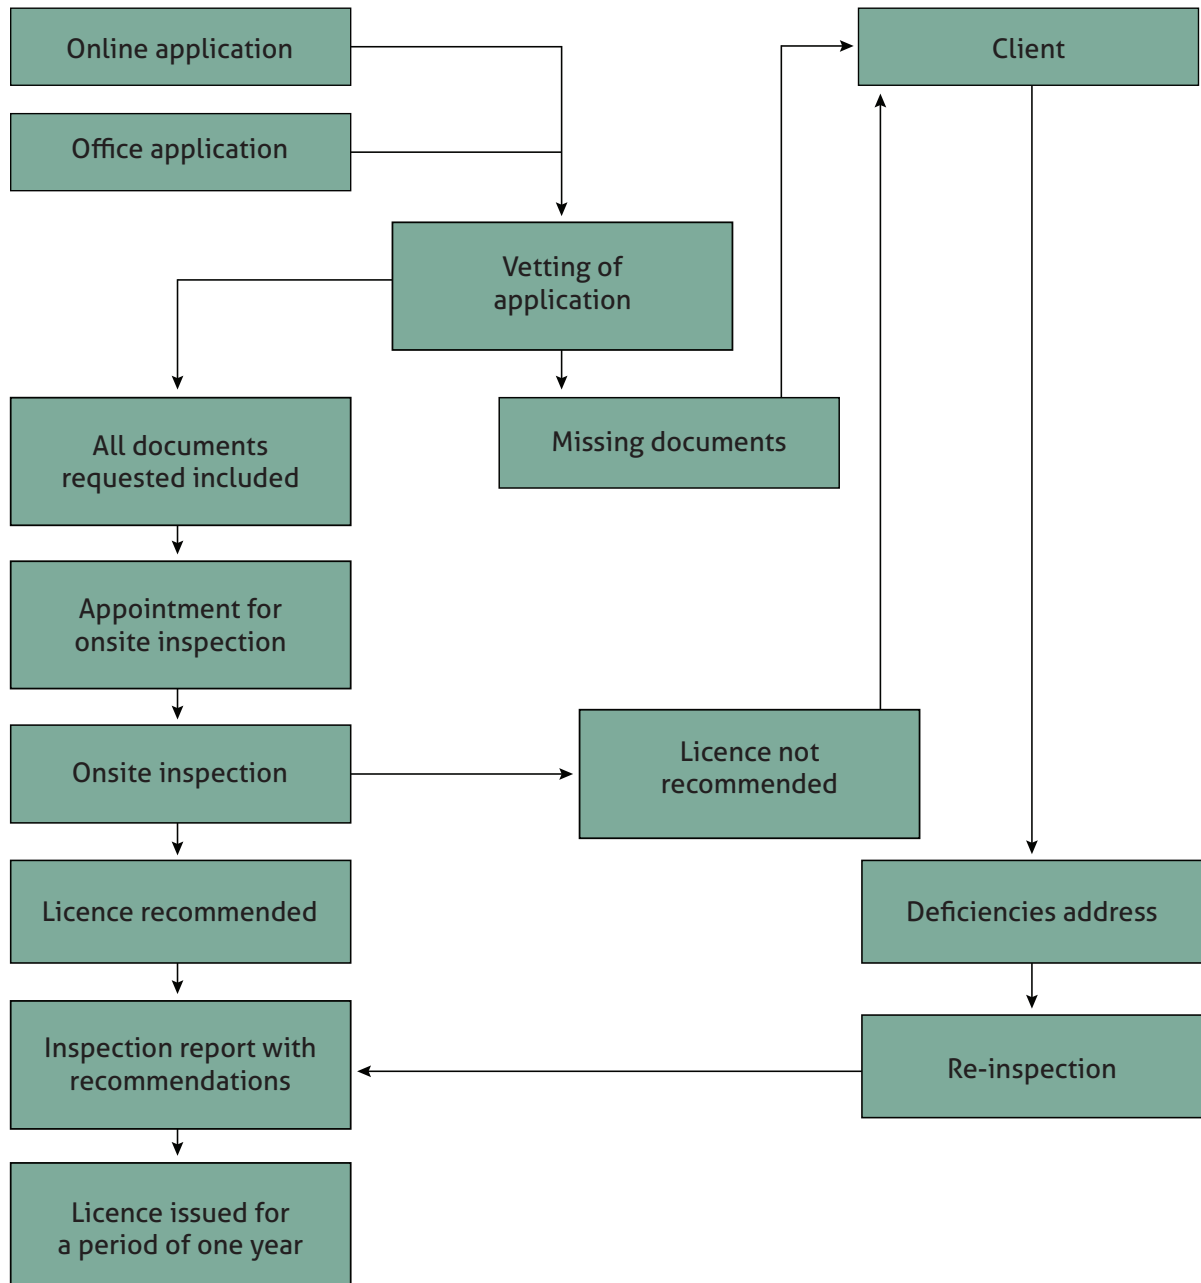 Online application
Client
Office application
Vetting of
application
All documents
requested included
Missing documents
Appointment for
onsite inspection
Onsite inspection
Licence not
recommended
Licence recommended
Deficiencies address
Inspection report with
recommendations
Re-inspection
Licence issued for
a period of one year